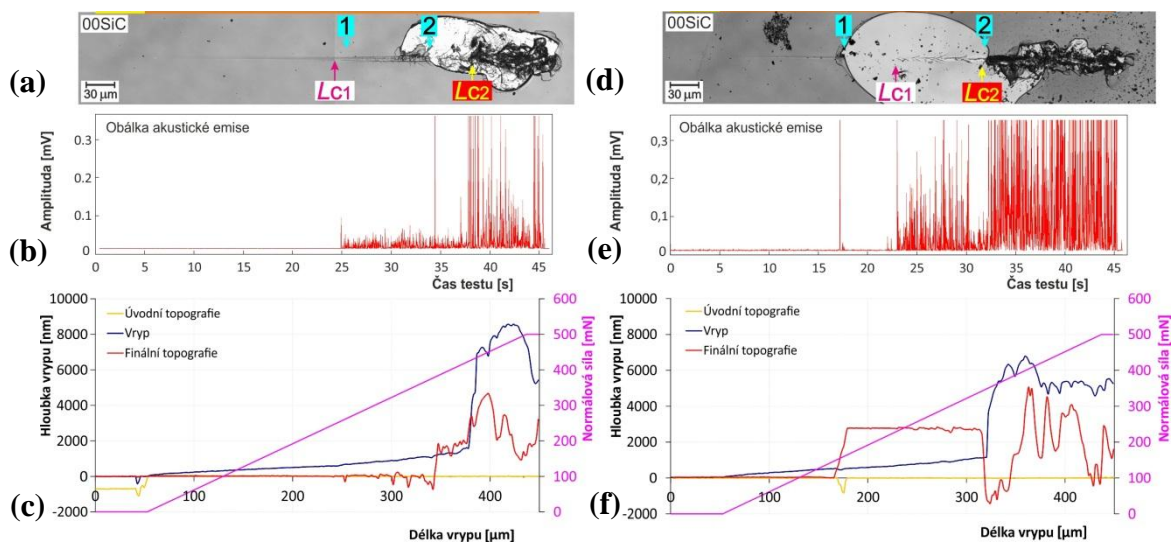 00SiC
1
2
LC1
LC2
30 µm
(a)
00SiC
1
2
LC1
LC2
30 µm
(d)
Obálka akustické emise
Amplituda [mV]
0,3
0.2
0.1
0
0
5
10
15
20
25
30
35
40
45
Čas testu [s]
(b)
Obálka akustické emise
Amplituda [mV]
0,3
0,2
0,1
0
0
5
10
15
20
25
30
35
40
45
Čas testu [s]
(e)
10000
8000
6000
4000
2000
0
-2000
Hloubka vrypu [nm]
Úvodní topografie
Vryp
Finální topografie
600
500
400
300
200
100
0
Normálová síla [mN]
0
100
200
300
400
Délka vrypu [µm]
(c)
10000
8000
6000
4000
2000
0
-2000
Hloubka vrypu [nm]
Úvodní topografie
Vryp
Finální topografie
600
500
400
300
200
100
0
Normálová síla [mN]
0
100
200
300
400
Délka vrypu [µm]
(f)